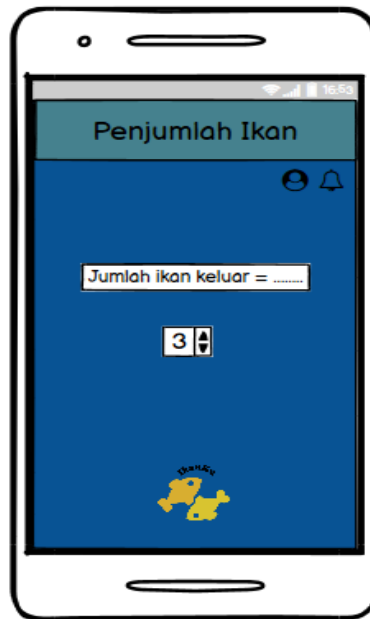 16:53
Penjumlah Ikan
Jumlah ikan keluar = ........
3